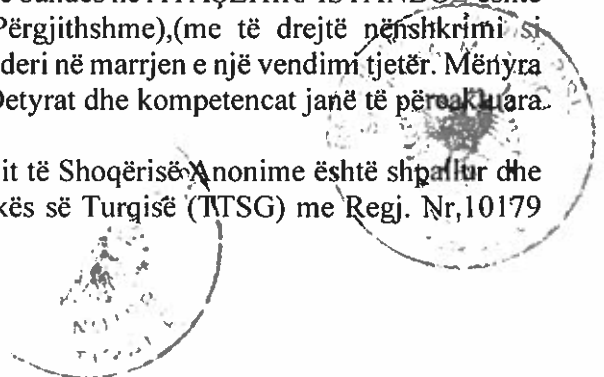 Përgjithshme),(me të drejtë nënshkrimi si
deri në marrjen e një vendimi tjetër. Mënyra
Detyrat dhe kompetencat janë të përcaktuara.
it të Shoqërisë Anonime është shpallur dhe
kës së Turqisë (TTSG) me Regj. Nr,10179